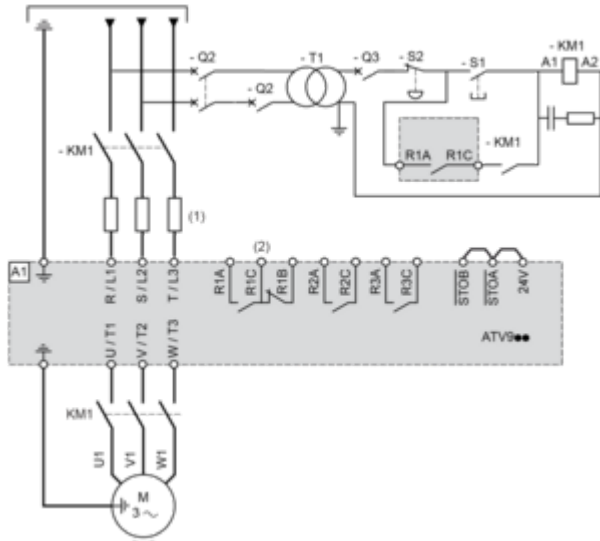 - Q2
- T1
- Q3
- S2
- S1
- KM1
A1 A2
- Q2
- KM1
R1A R1C
- KM1
(1)
(2)
A1
R / L1
S / L2
T / L3
R1A
R1C
R1B
R2A
R2C
R3A
R3C
STOB
STOA
24V
ATV9●●
U / T1
V / T2
W / T3
KM1
U1
V1
W1
M
3 ~